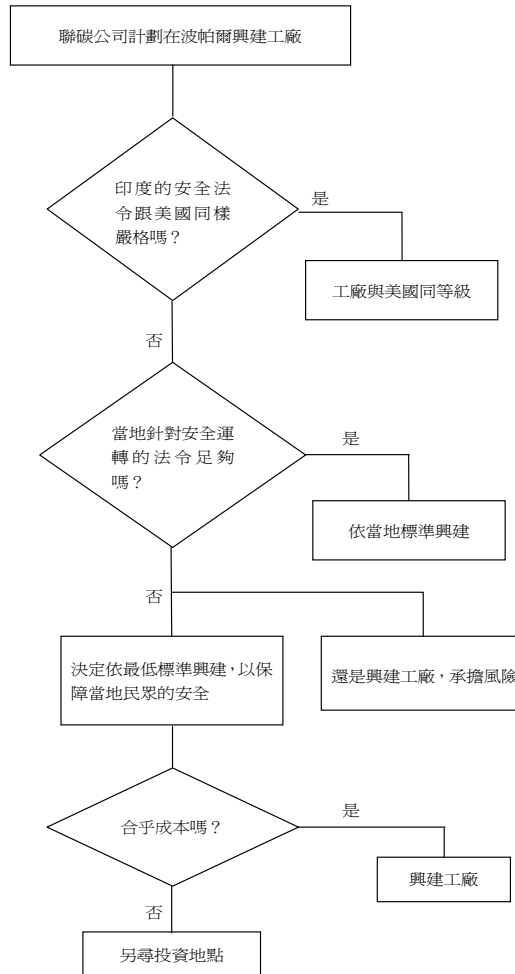 聯碳公司計劃在波帕爾興建工廠
印度的安全法
令跟美國同樣
嚴格嗎？
是
工廠與美國同等級
否
當地針對安全運
轉的法令足夠
嗎？
是
依當地標準興建
否
決定依最低標準興建，以保
障當地民眾的安全
還是興建工廠，承擔風險
合乎成本嗎？
是
興建工廠
否
另尋投資地點